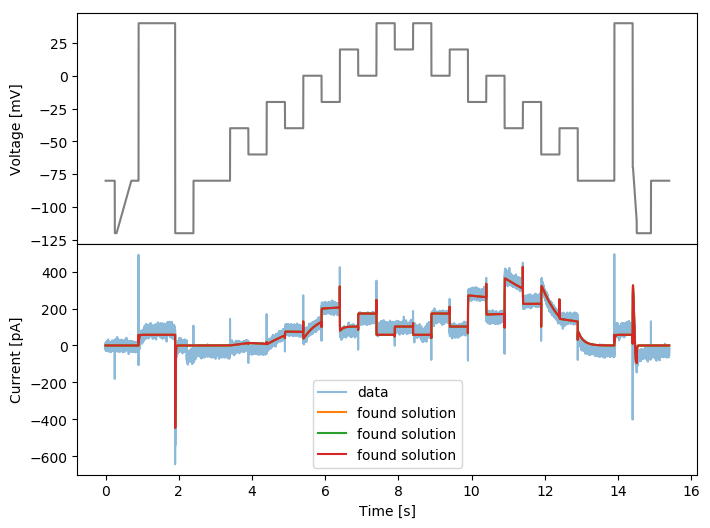 25
0
−25
−50
−75
−100
−125
Voltage [mV]
400
200
0
−200
−400
−600
Current [pA]
data
found solution
found solution
found solution
0 2 4 6 8 10 12 14 16
Time [s]